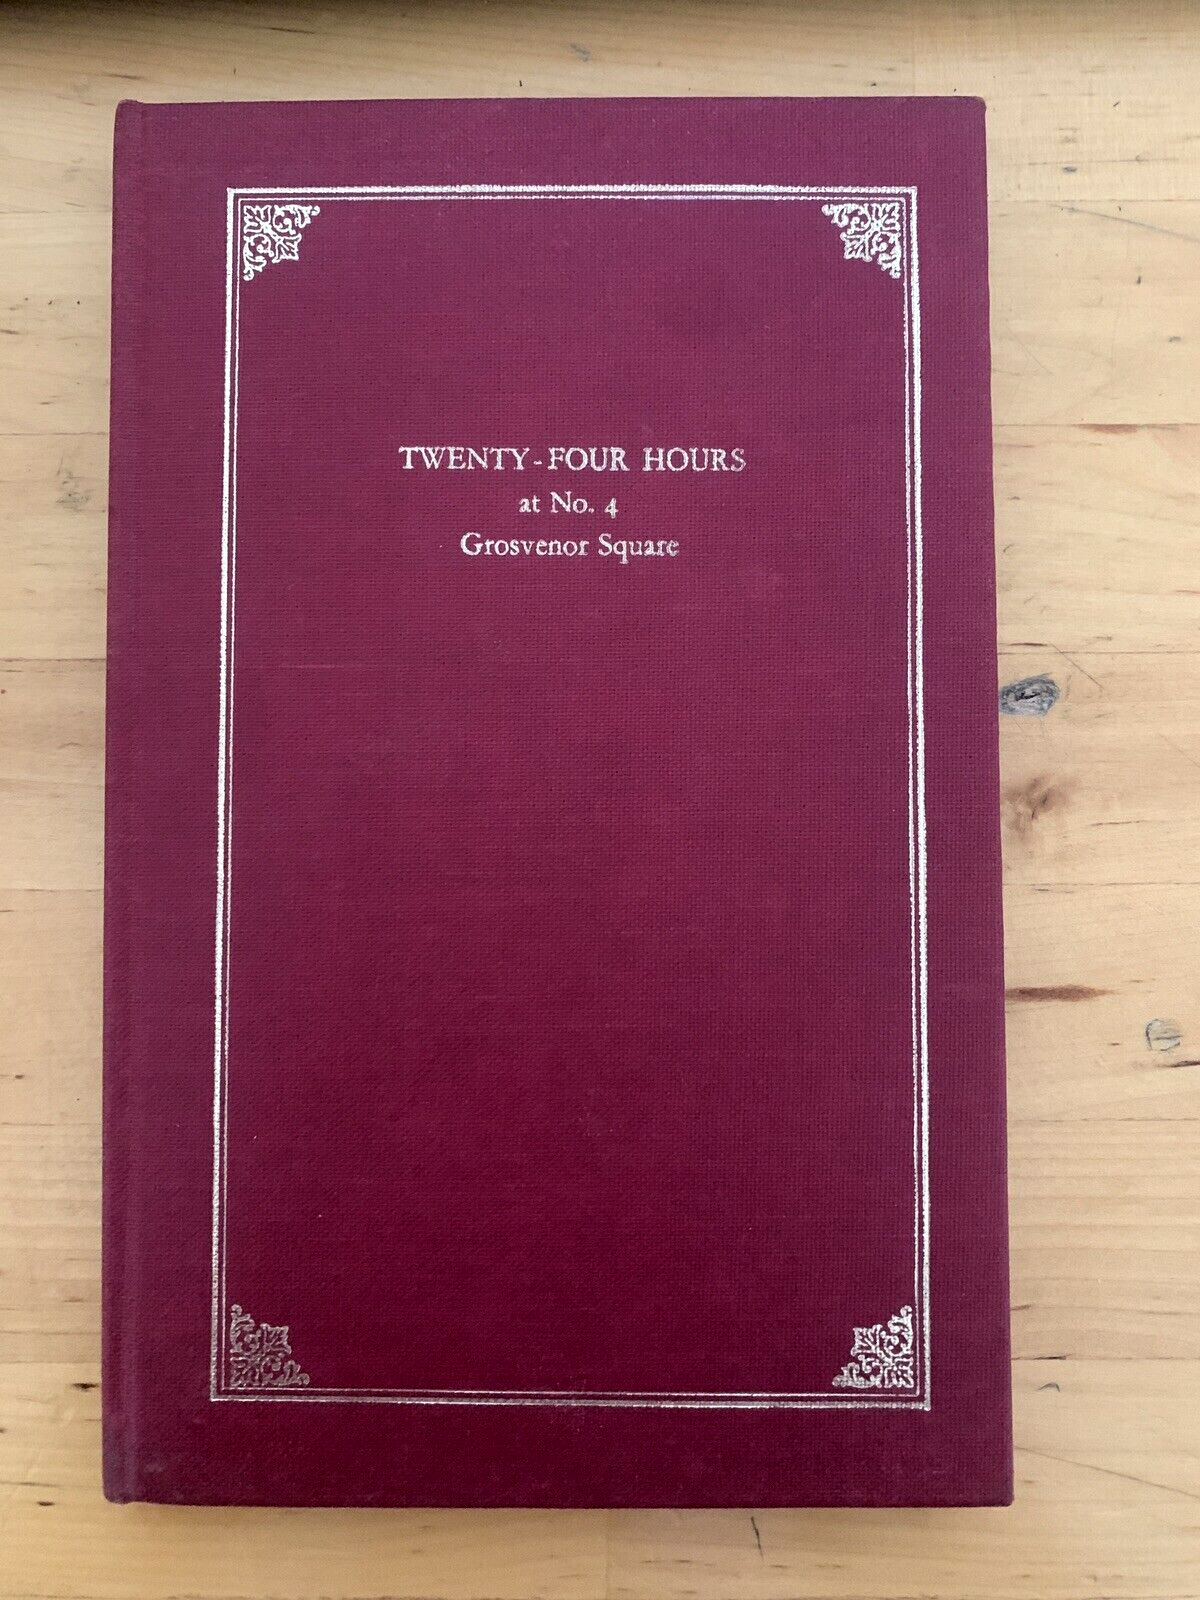 TWENTY-FOUR HOURS
at No. 4
Grosvenor Square